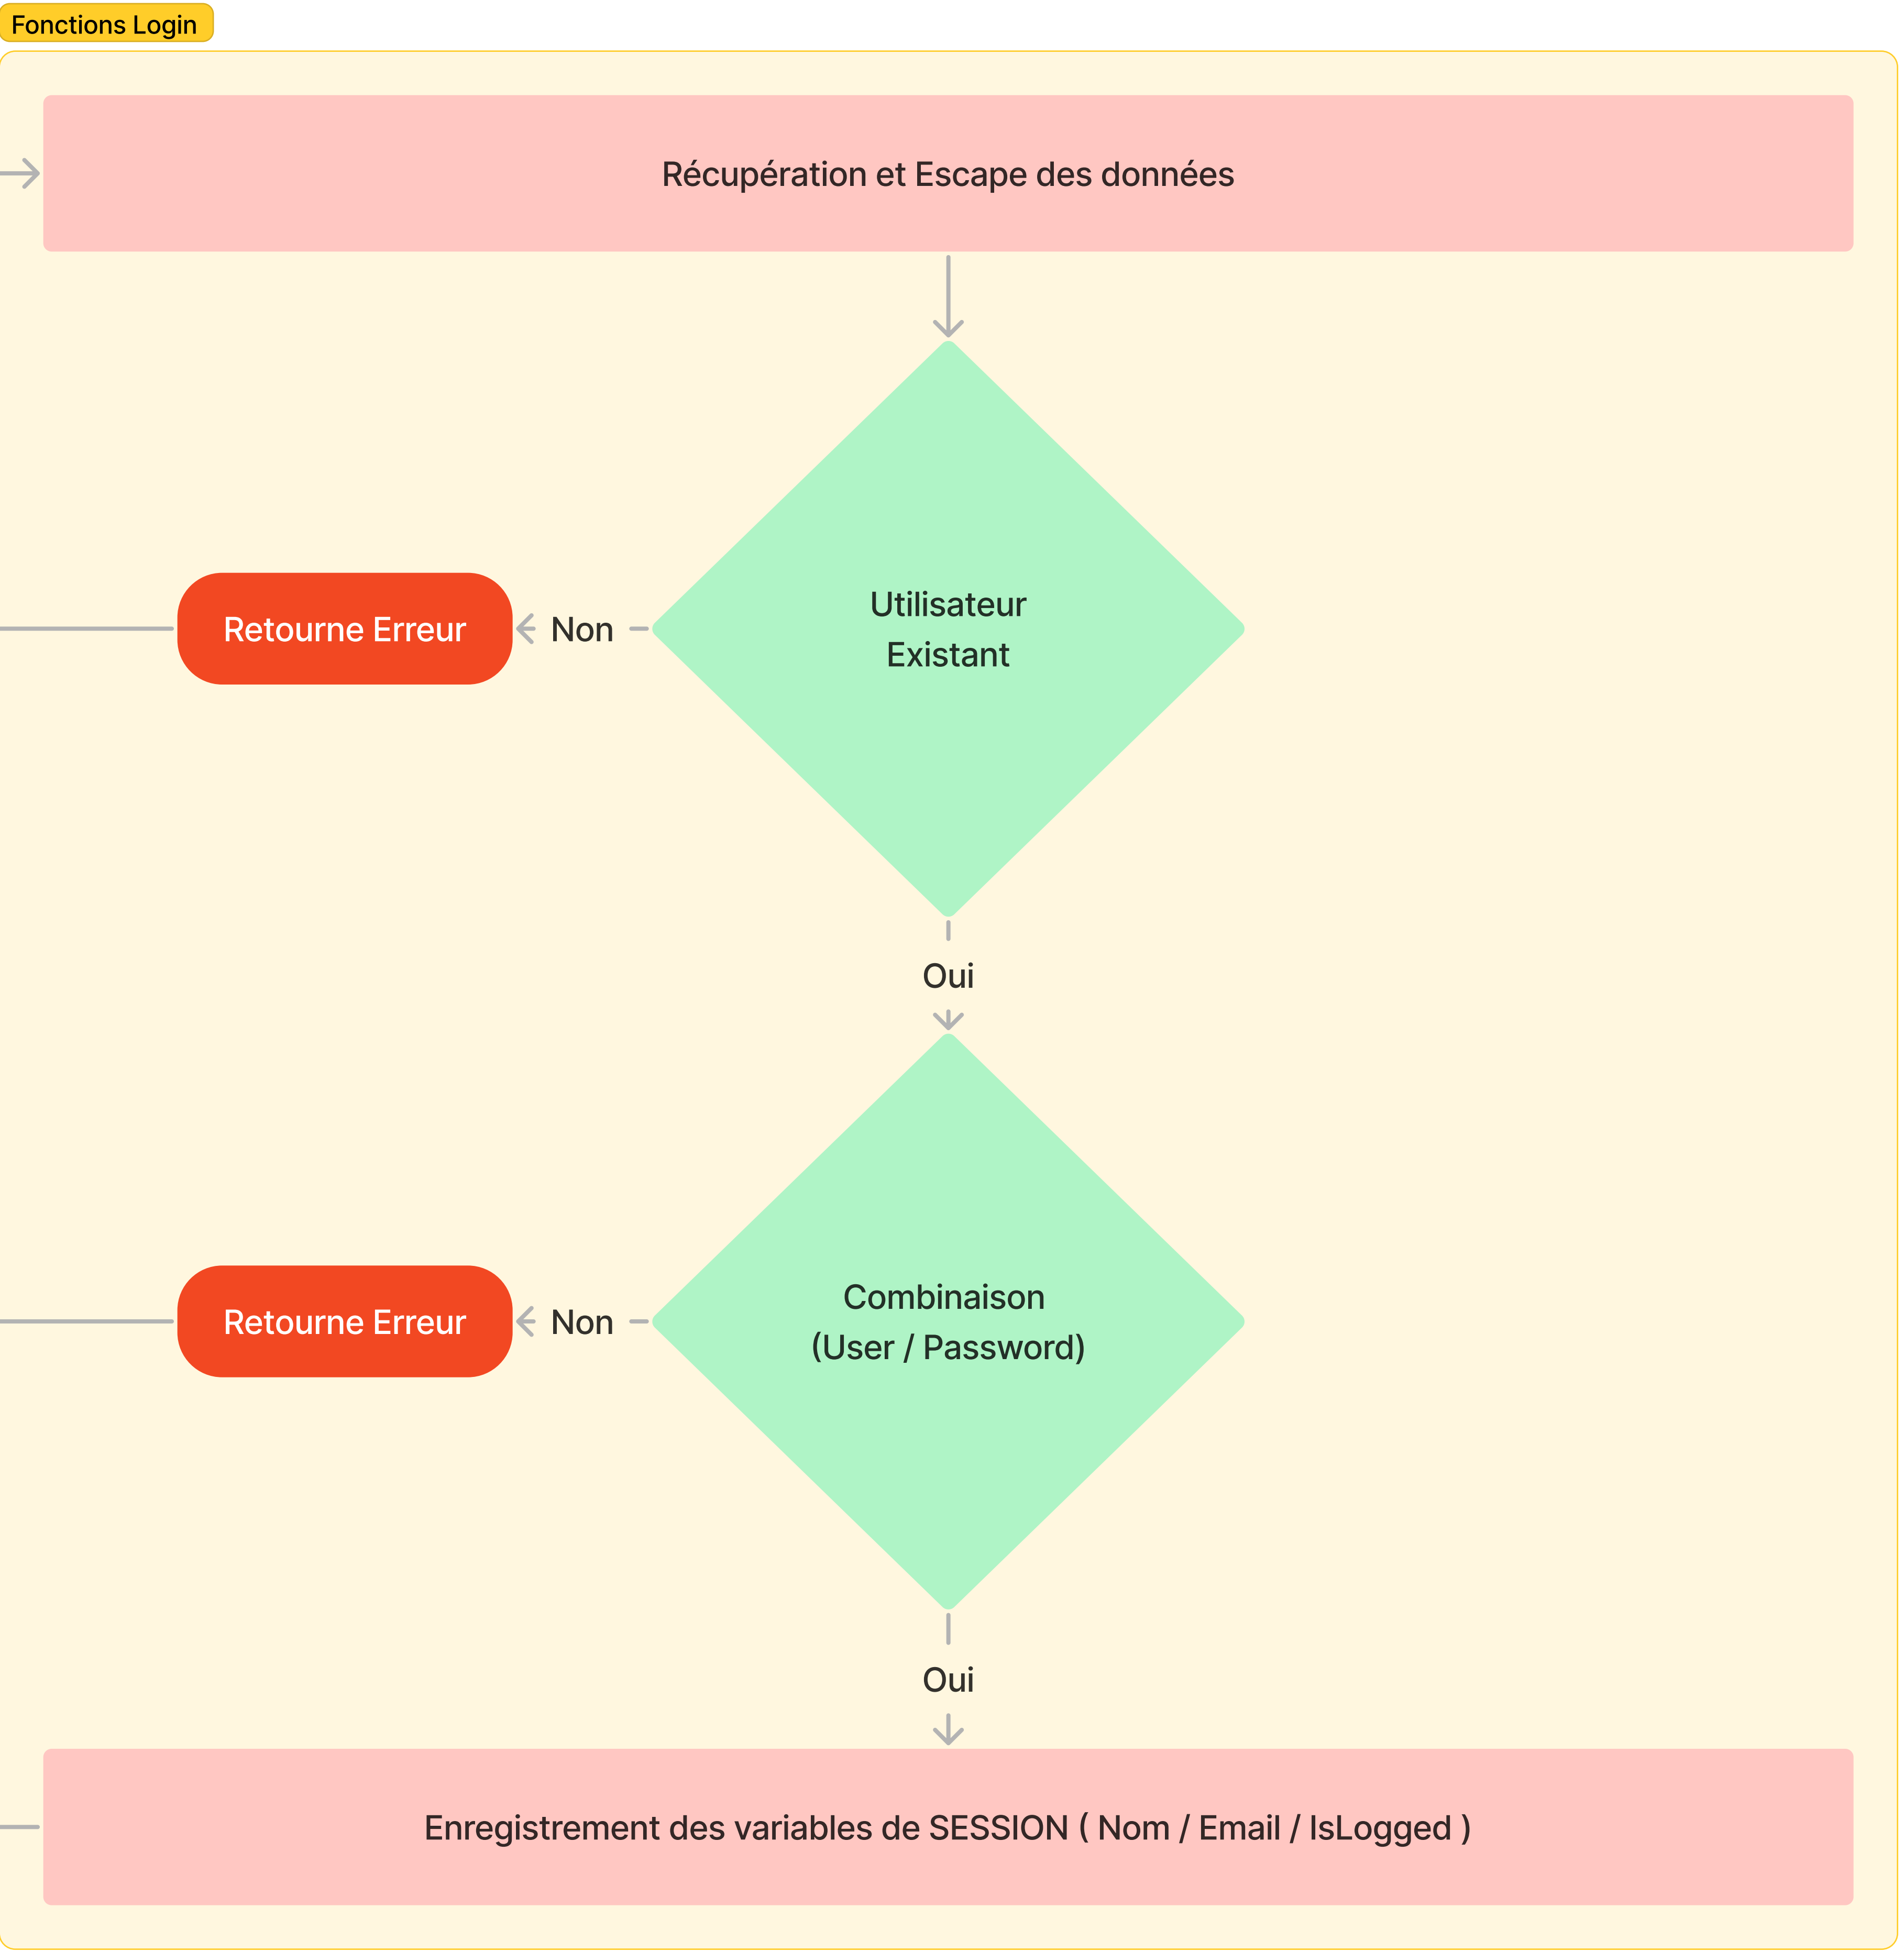 Fonctions Login
Récupération et Escape des données
Utilisateur
Existant
Non
Retourne Erreur
Oui
Combinaison
(User / Password)
Non
Retourne Erreur
Oui
Enregistrement des variables de SESSION ( Nom / Email / IsLogged )